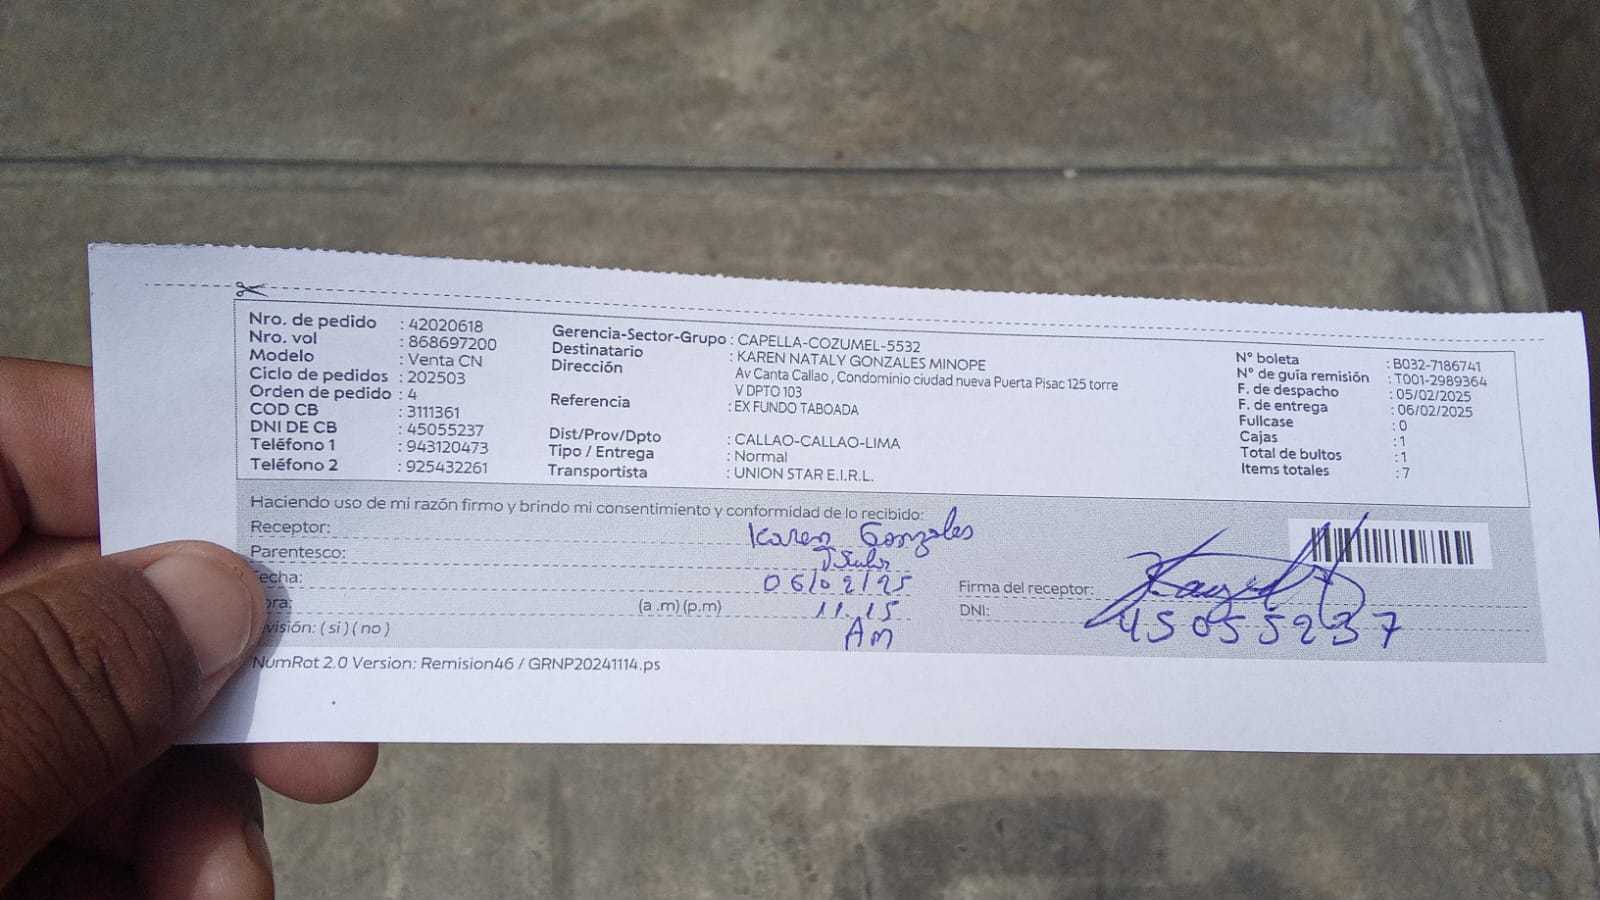 Nro. de pedido : 42020618
Nro. vol : 868697200
Modelo : Venta CN
Ciclo de pedidos : 202503
Orden de pedido : 4
COD CB : 3111361
DNI DE CB : 45055237
Teléfono 1 : 943120473
Teléfono 2 : 925432261
Gerencia-Sector-Grupo : CAPELLA-COZUMEL-5532
Destinatario : KAREN NATALY GONZALES MINOPE
Dirección Av Canta Callao , Condominio ciudad nueva Puerta Pisac 125 torre
V DPTO 103
Referencia : EX FUNDO TABOADA
Dist/Prov/Dpto : CALLAO-CALLAO-LIMA
Tipo / Entrega : Normal
Transportista : UNION STAR E.I.R.L.
N° boleta : B032-7186741
N° de guía remisión : T001-2989364
F. de despacho : 05/02/2025
F. de entrega : 06/02/2025
Fullcase : 0
Cajas : 1
Total de bultos : 1
Items totales : 7
Haciendo uso de mi razón firmo y brindo mi consentimiento y conformidad de lo recibido:
Receptor: Karen Gonzales
Parentesco: Titular
echa: 06/02/25
ora: (a .m) (p.m) 11.15
AM
visión: ( si ) ( no )
Firma del receptor:
DNI: 45055237
NumRot 2.0 Version: Remision46 / GRNP20241114.ps